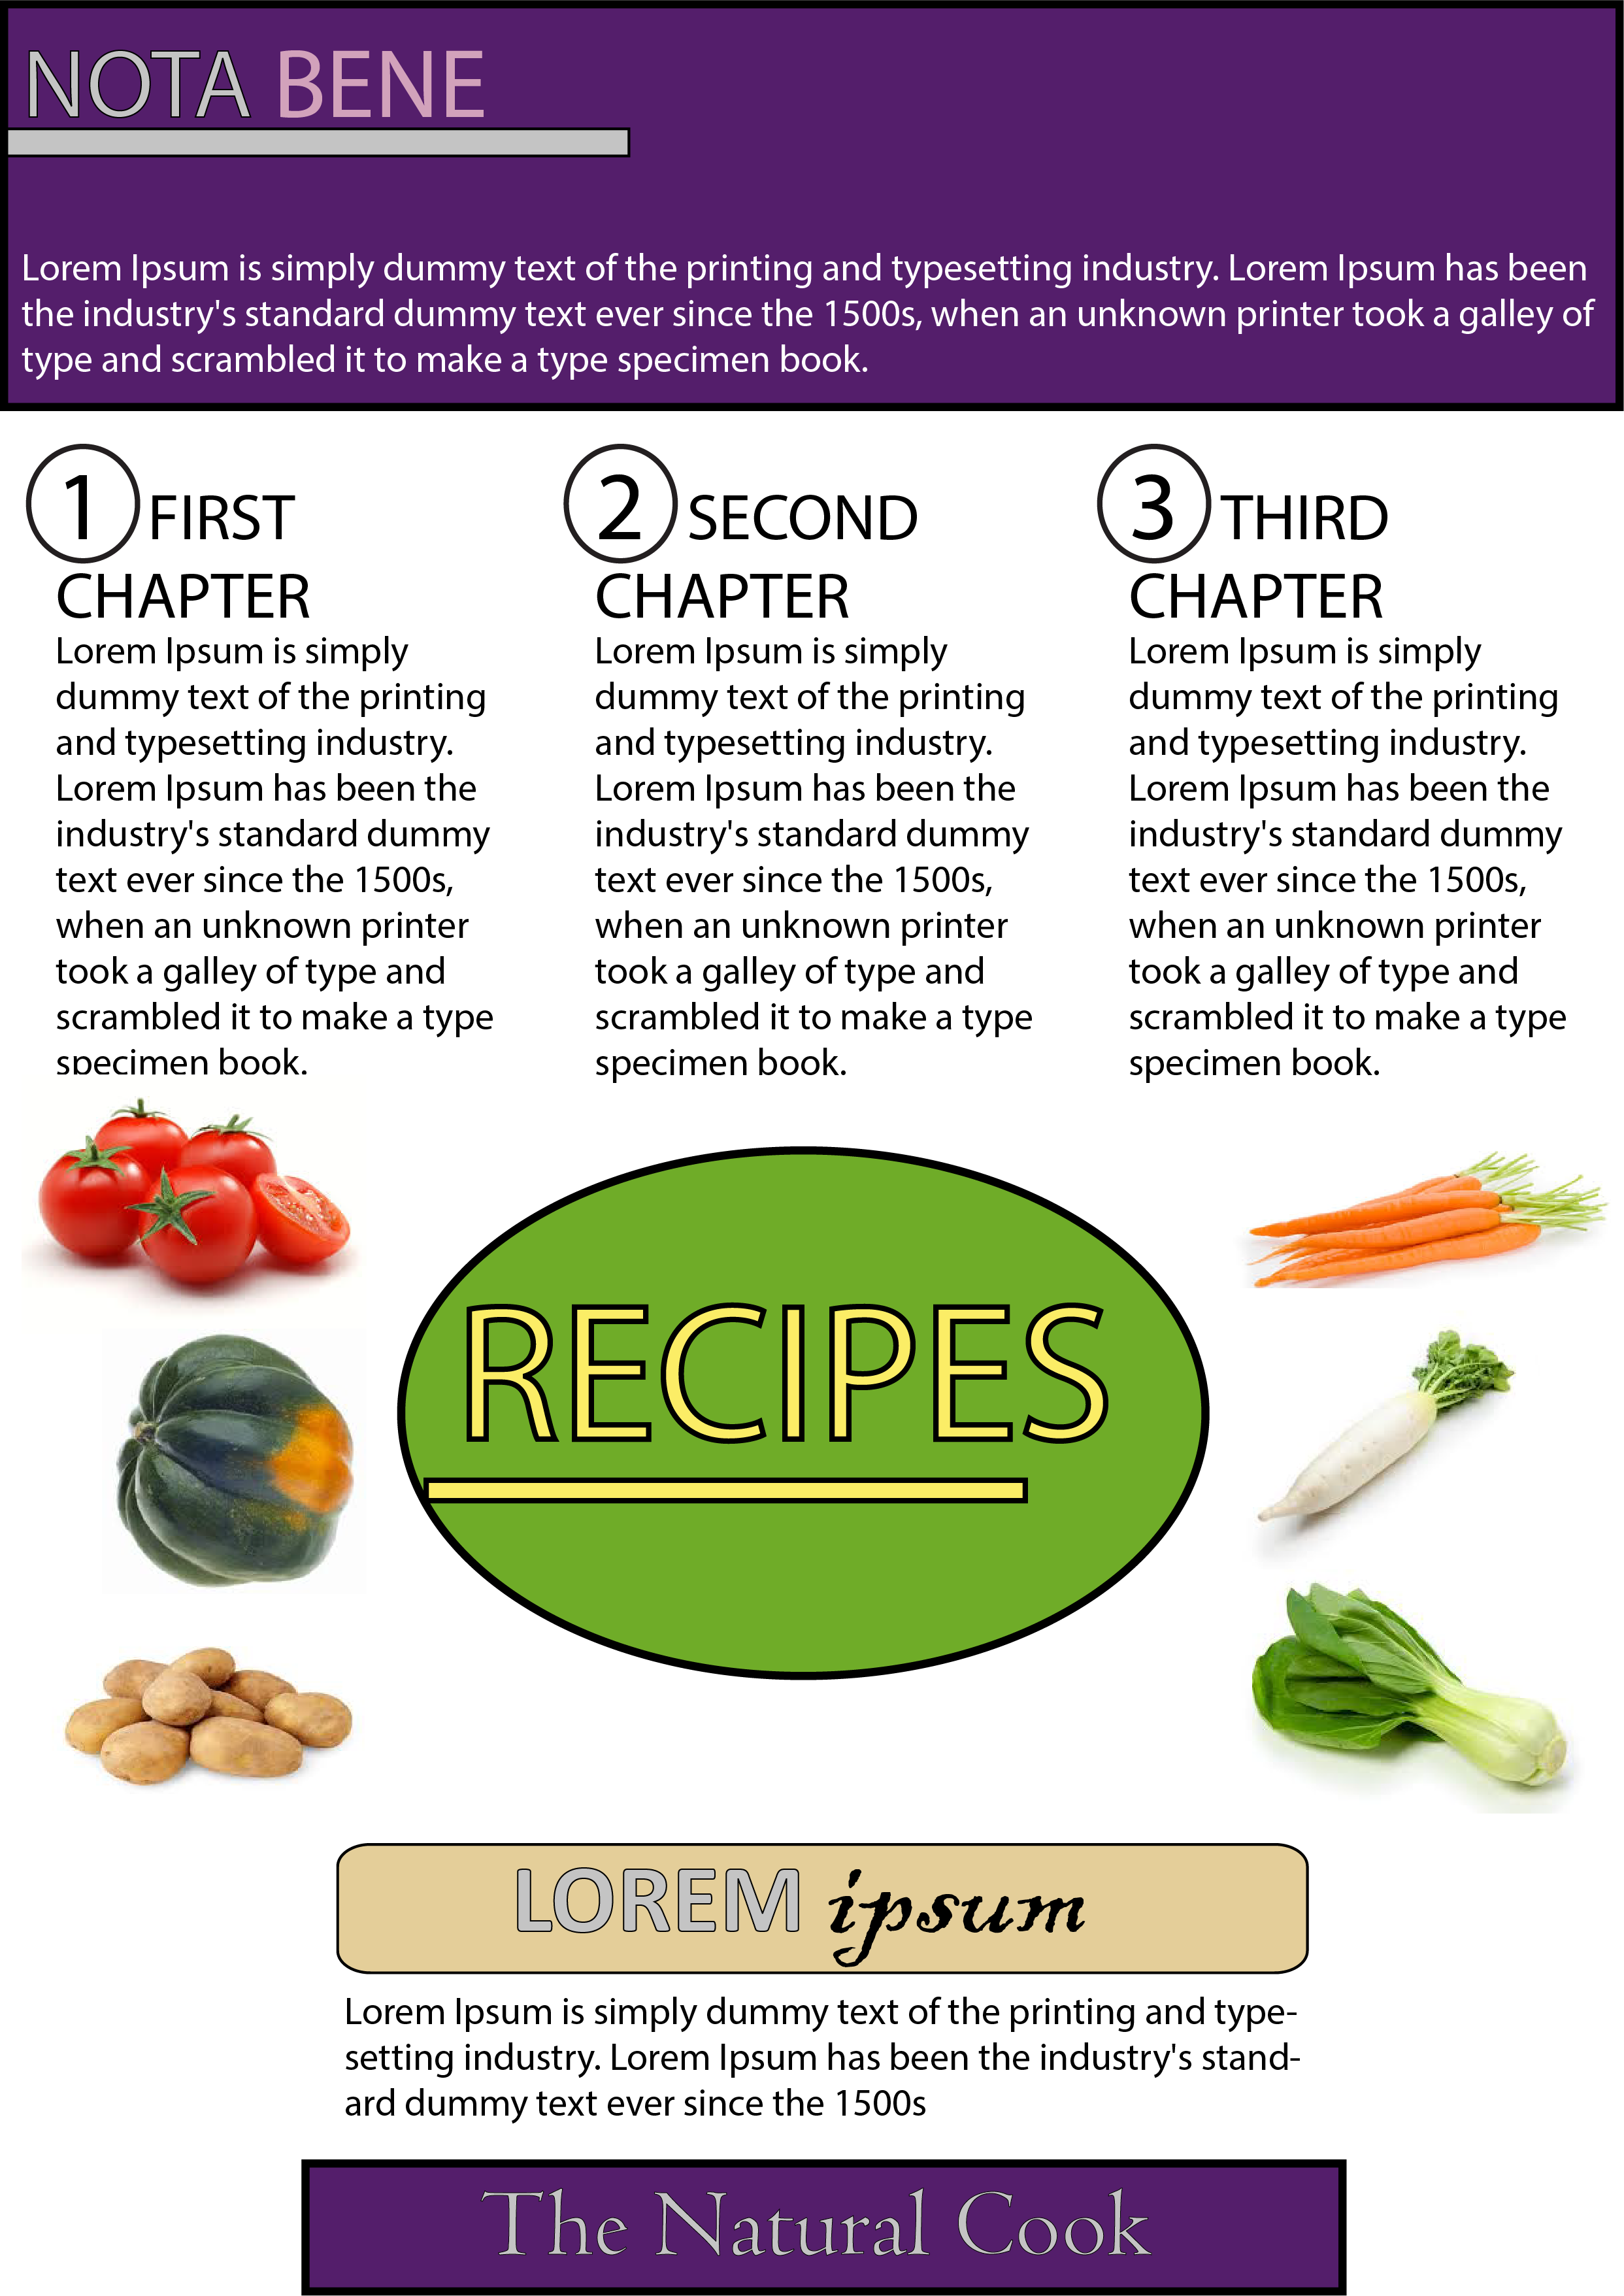 NOTA BENE
Lorem Ipsum is simply dummy text of the printing and typesetting industry. Lorem Ipsum has been
the industry's standard dummy text ever since the 1500s, when an unknown printer took a galley of
type and scrambled it to make a type specimen book.
1 FIRST
CHAPTER
Lorem Ipsum is simply
dummy text of the printing
and typesetting industry.
Lorem Ipsum has been the
industry's standard dummy
text ever since the 1500s,
when an unknown printer
took a galley of type and
scrambled it to make a type
specimen book.
2 SECOND
CHAPTER
Lorem Ipsum is simply
dummy text of the printing
and typesetting industry.
Lorem Ipsum has been the
industry's standard dummy
text ever since the 1500s,
when an unknown printer
took a galley of type and
scrambled it to make a type
specimen book.
3 THIRD
CHAPTER
Lorem Ipsum is simply
dummy text of the printing
and typesetting industry.
Lorem Ipsum has been the
industry's standard dummy
text ever since the 1500s,
when an unknown printer
took a galley of type and
scrambled it to make a type
specimen book.
RECIPES
LOREM ipsum
Lorem Ipsum is simply dummy text of the printing and type-
setting industry. Lorem Ipsum has been the industry's stand-
ard dummy text ever since the 1500s
The Natural Cook